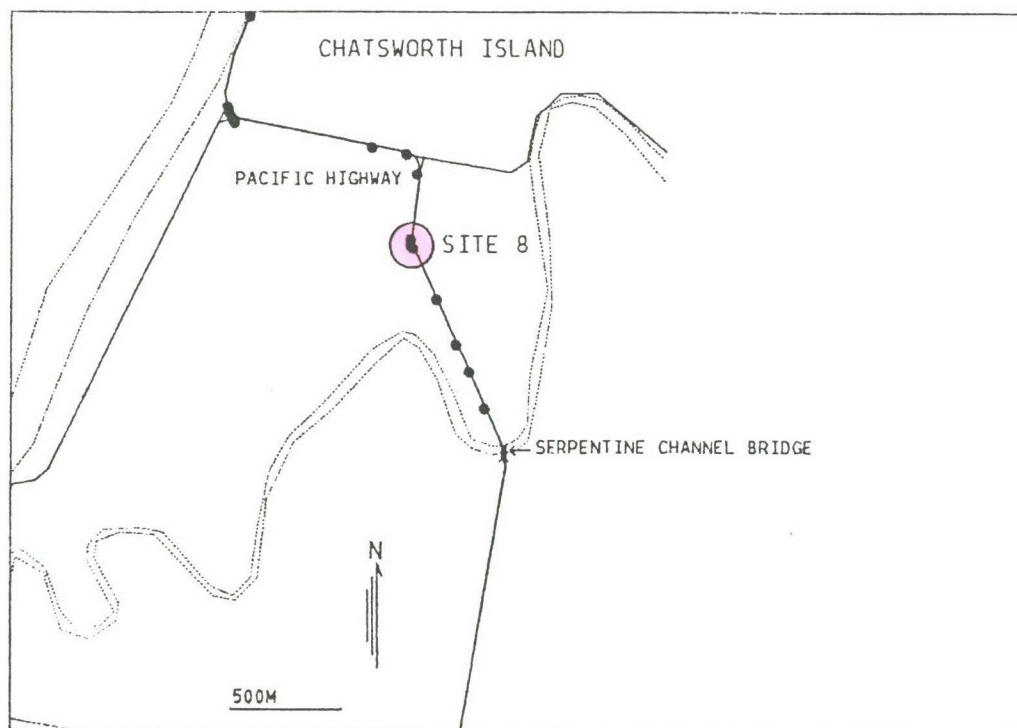 CHATSWORTH ISLAND
PACIFIC HIGHWAY
SITE 8
SERPENTINE CHANNEL BRIDGE
N
500M